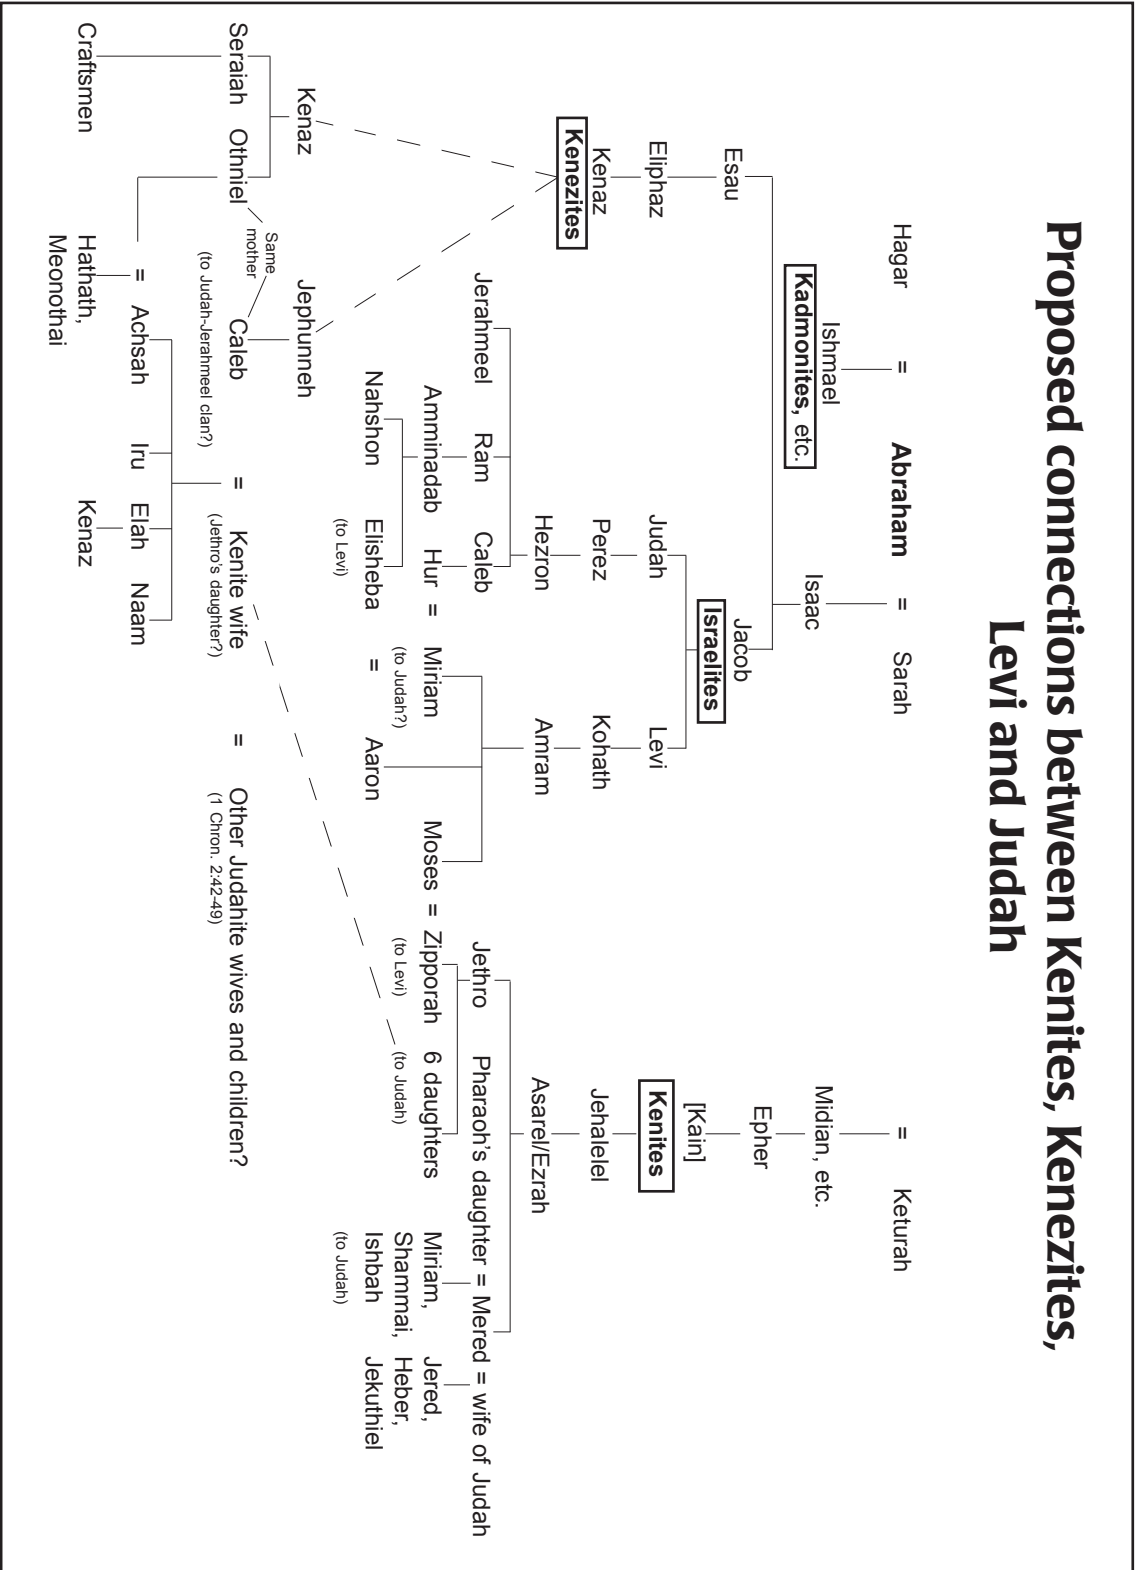 Proposed connections between Kenites, Kenezites,
Levi and Judah
Hagar = Abraham = Sarah = Keturah
Ishmael
Kadmonites, etc.
Isaac
Midian, etc.
Esau
Jacob
Epher
Israelites
[Kain]
Eliphaz
Judah
Levi
Kenites
Kenaz
Perez
Kohath
Jehalelel
Kenezites
Hezron
Amram
Asarel/Ezrah
Jerahmeel
Ram
Caleb
Jethro
Pharaoh's daughter = Mered = wife of Judah
Amminadab
Hur = Miriam
(to Judah?)
Moses = Zipporah
(to Levi)
6 daughters
(to Judah)
Miriam,
Shammai,
Ishbah
(to Judah)
Jered,
Heber,
Jekuthiel
Nahshon
Elisheba
(to Levi)
=
Aaron
Kenaz
Jephunneh
Seraiah
Othniel
Same
mother
Caleb
(to Judah-Jerahmeel clan?)
=
Kenite wife
(Jethro's daughter?)
=
Other Judahite wives and children?
(1 Chron. 2:42-49)
= Achsah
Iru
Elah
Naam
Craftsmen
Hathath,
Meonothai
Kenaz